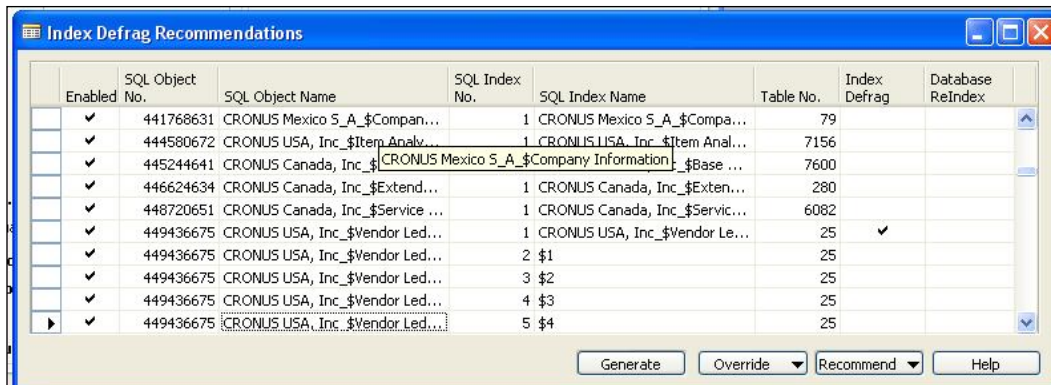 Index Defrag Recommendations
Enabled SQL Object No. SQL Object Name SQL Index No. SQL Index Name Table No. Index Defrag Database ReIndex
441768631 CRONUS Mexico S_A_$Compan... 1 CRONUS Mexico S_A_$Compa... 79
444580672 CRONUS USA, Inc_$Item Analy... 1 CRONUS USA, Inc_$Item Anal... 7156
CRONUS Mexico S_A_$Company Information
445244641 CRONUS Canada, Inc_$ _$Base ... 7600
446624634 CRONUS Canada, Inc_$Extend... 1 CRONUS Canada, Inc_$Exten... 280
448720651 CRONUS Canada, Inc_$Service ... 1 CRONUS Canada, Inc_$Servic... 6082
449436675 CRONUS USA, Inc_$Vendor Led... 1 CRONUS USA, Inc_$Vendor Le... 25
449436675 CRONUS USA, Inc_$Vendor Led... 2 $1 25
449436675 CRONUS USA, Inc_$Vendor Led... 3 $2 25
449436675 CRONUS USA, Inc_$Vendor Led... 4 $3 25
449436675 CRONUS USA, Inc_$Vendor Led... 5 $4 25
Generate Override Recommend Help